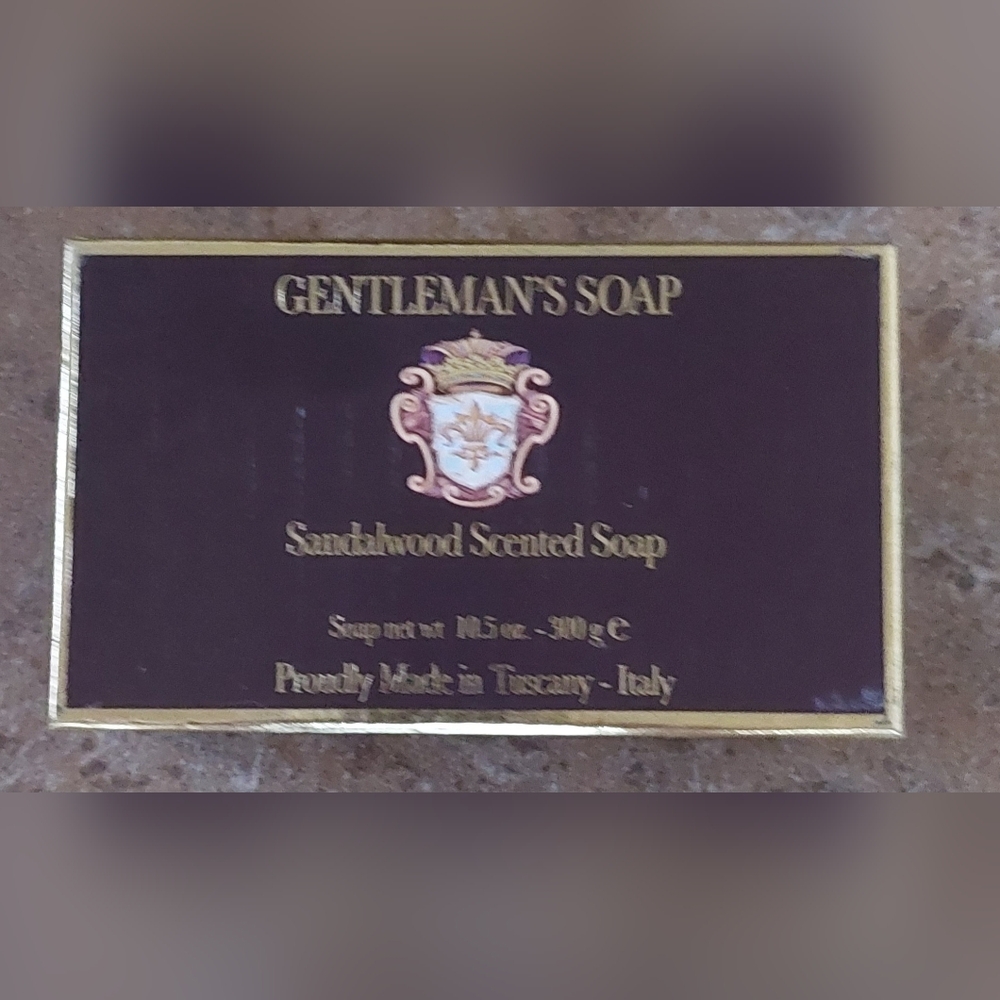 GENTLEMAN'S SOAP
Sandalwood Scented Soap
Soap net wt 10.5 oz. - 300 g e
Proudly Made in Tuscany - Italy